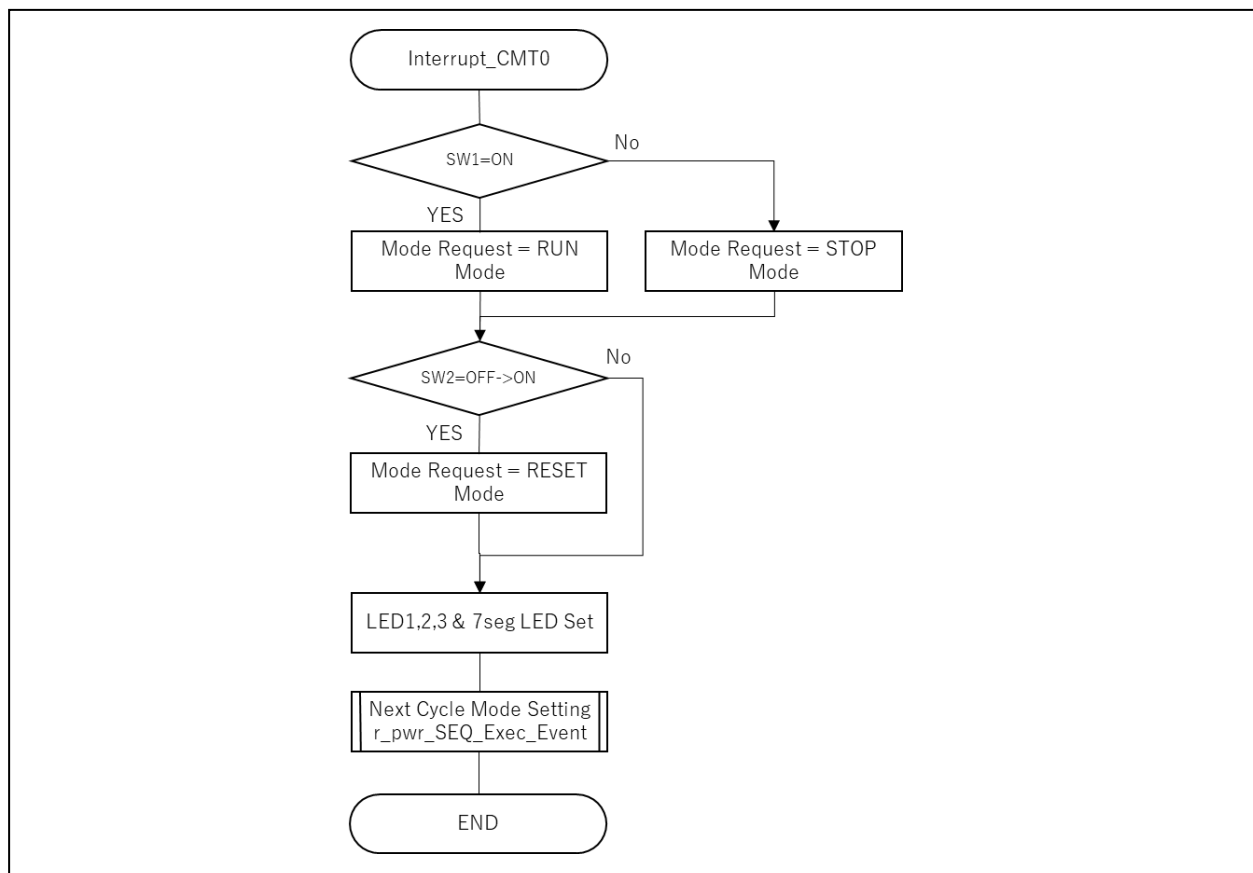 Interrupt_CMT0
SW1=ON
No
YES
Mode Request = RUN
Mode
Mode Request = STOP
Mode
SW2=OFF->ON
No
YES
Mode Request = RESET
Mode
LED1,2,3 & 7seg LED Set
Next Cycle Mode Setting
r_pwr_SEQ_Exec_Event
END